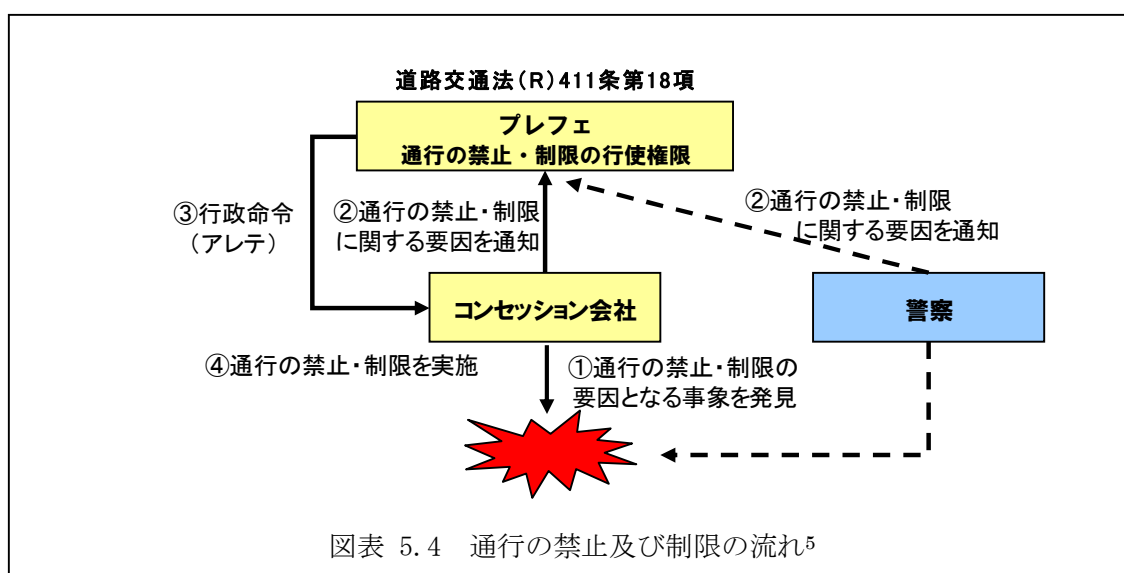 道路交通法(R)411条第18項
プレフェ
通行の禁止・制限の行使権限
③行政命令
（アレテ）
②通行の禁止・制限
に関する要因を通知
②通行の禁止・制限
に関する要因を通知
コンセッション会社
警察
④通行の禁止・制限を実施
①通行の禁止・制限の
要因となる事象を発見
図表 5.4 通行の禁止及び制限の流れ5